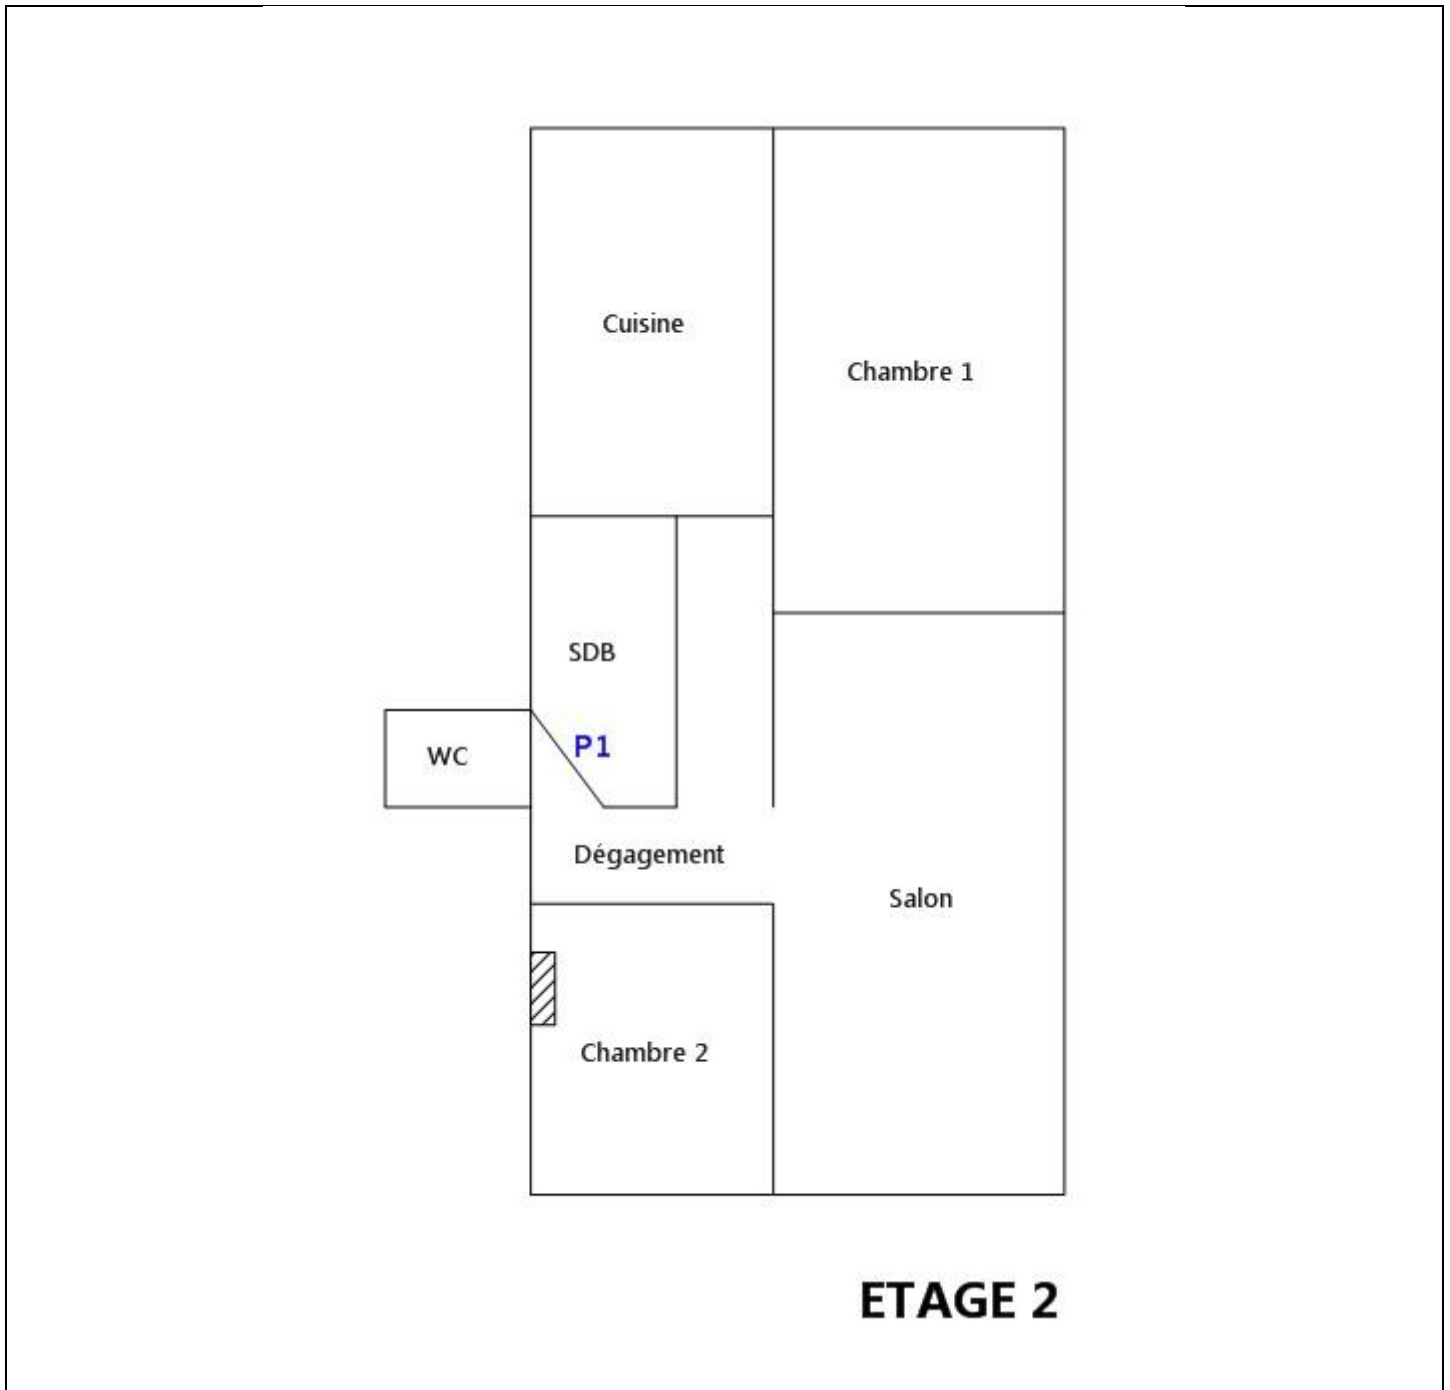 Cuisine
Chambre 1
SDB
P1
WC
Dégagement
Salon
Chambre 2
ETAGE 2